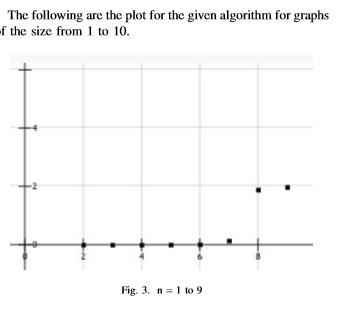 The following are the plot for the given algorithm for graphs
of the size from 1 to 10.
4
2
0
0
2
4
6
8
Fig. 3. n = 1 to 9